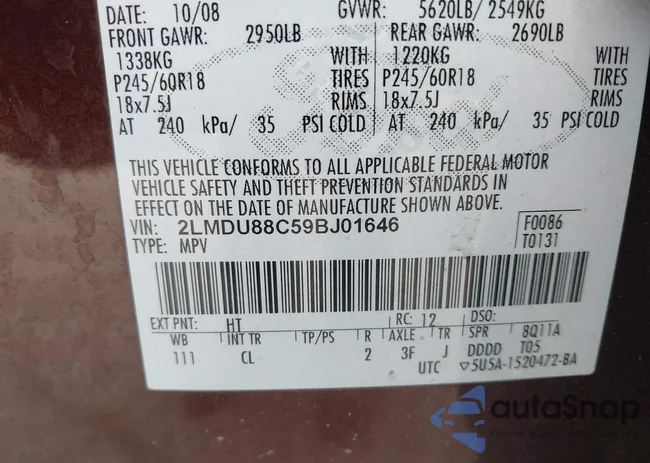 DATE: 10/08 GVWR: 5620LB/ 2549KG
FRONT GAWR: 2950LB REAR GAWR: 2690LB
1338KG WITH 1220KG WITH
P245/60R18 TIRES P245/60R18 TIRES
18x7.5J RIMS 18x7.5J RIMS
AT 240 kPa/ 35 PSI COLD AT 240 kPa/ 35 PSI COLD
THIS VEHICLE CONFORMS TO ALL APPLICABLE FEDERAL MOTOR
VEHICLE SAFETY AND THEFT PREVENTION STANDARDS IN
EFFECT ON THE DATE OF MANUFACTURE SHOWN ABOVE.
VIN: 2LMDU88C59BJ01646 F0086
TYPE: MPV T0131
EXT PNT: HT RC: 12 DSO:
WB INT TR TP/PS R AXLE TR SPR 8Q11A
111 CL 2 3F J DDDD T05
UTC ▽5U5A-1520472-BA
autoSnap